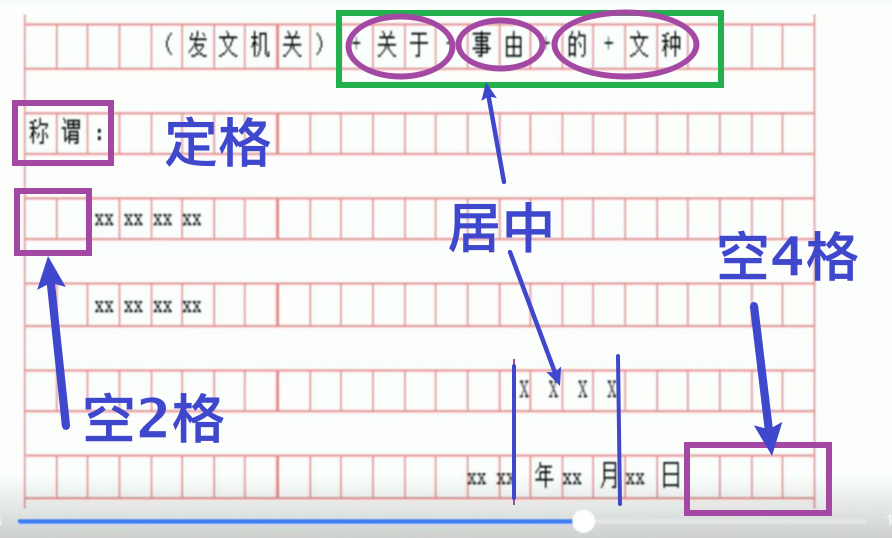 （发文机关）+关于+事由+的+文种
称谓：
定格
xx xx xx xx
居中
空4格
xx xx xx xx
X X X X
空2格
xx xx 年 xx 月 xx 日